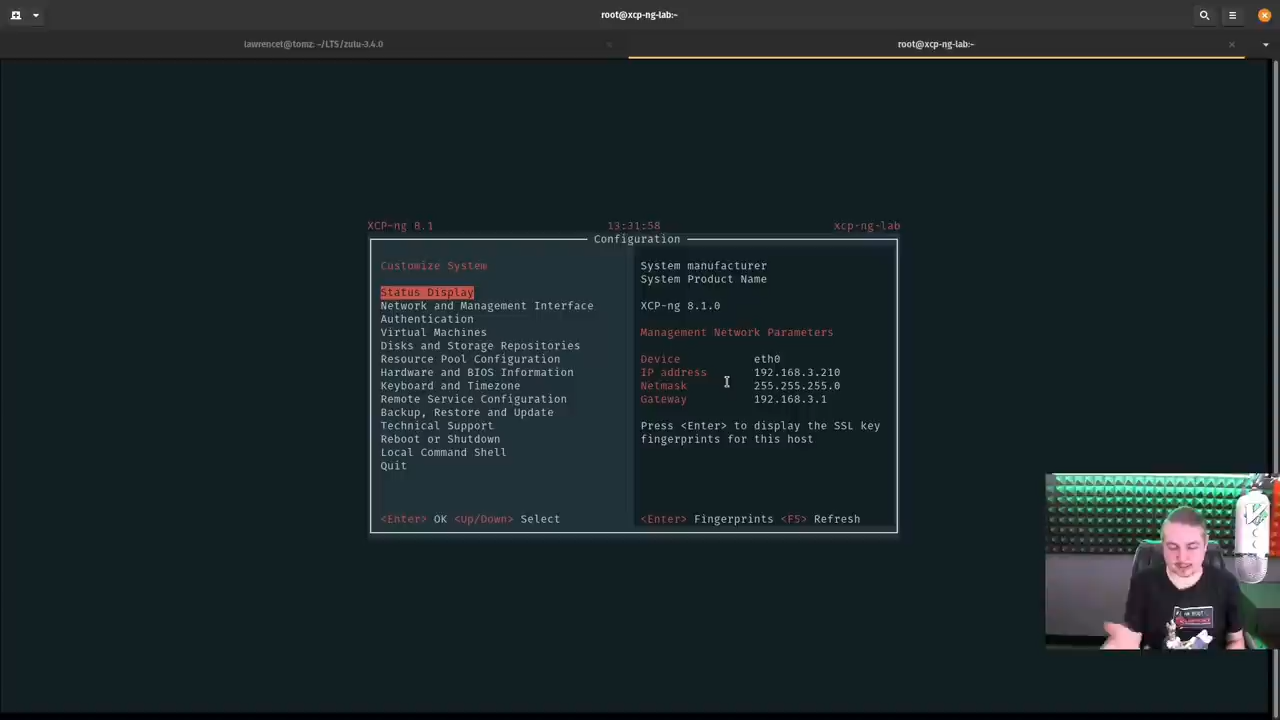 root@xcp-ng-lab:~
lawrencet@tomz: ~/LTS/zulu-3.4.0
root@xcp-ng-lab:~
XCP-ng 8.1 13:31:58 xcp-ng-lab
Configuration
Customize System
Status Display
Network and Management Interface
Authentication
Virtual Machines
Disks and Storage Repositories
Resource Pool Configuration
Hardware and BIOS Information
Keyboard and Timezone
Remote Service Configuration
Backup, Restore and Update
Technical Support
Reboot or Shutdown
Local Command Shell
Quit
<Enter> OK <Up/Down> Select
System manufacturer
System Product Name
XCP-ng 8.1.0
Management Network Parameters
Device eth0
IP address 192.168.3.210
Netmask 255.255.255.0
Gateway 192.168.3.1
Press <Enter> to display the SSL key
fingerprints for this host
<Enter> Fingerprints <F5> Refresh